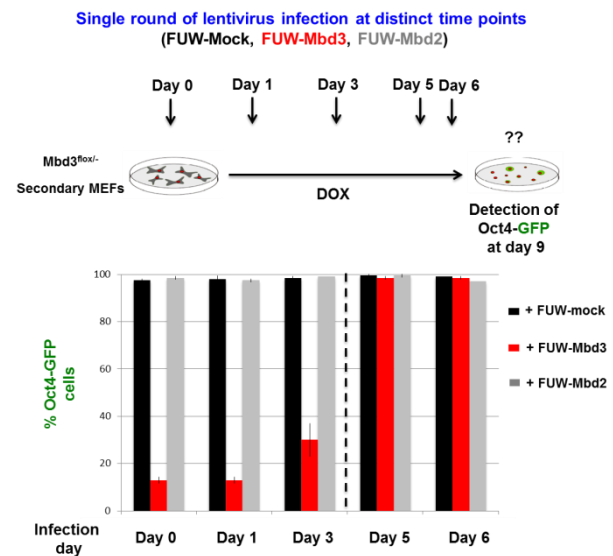 Single round of lentivirus infection at distinct time points
(FUW-Mock, FUW-Mbd3, FUW-Mbd2)
Day 0 Day 1 Day 3 Day 5 Day 6
??
Mbd3flox/-
Secondary MEFs
DOX
Detection of
Oct4-GFP
at day 9
% Oct4-GFP
cells
100
80
60
40
20
0
+ FUW-mock
+ FUW-Mbd3
+ FUW-Mbd2
Infection
day
Day 0 Day 1 Day 3 Day 5 Day 6